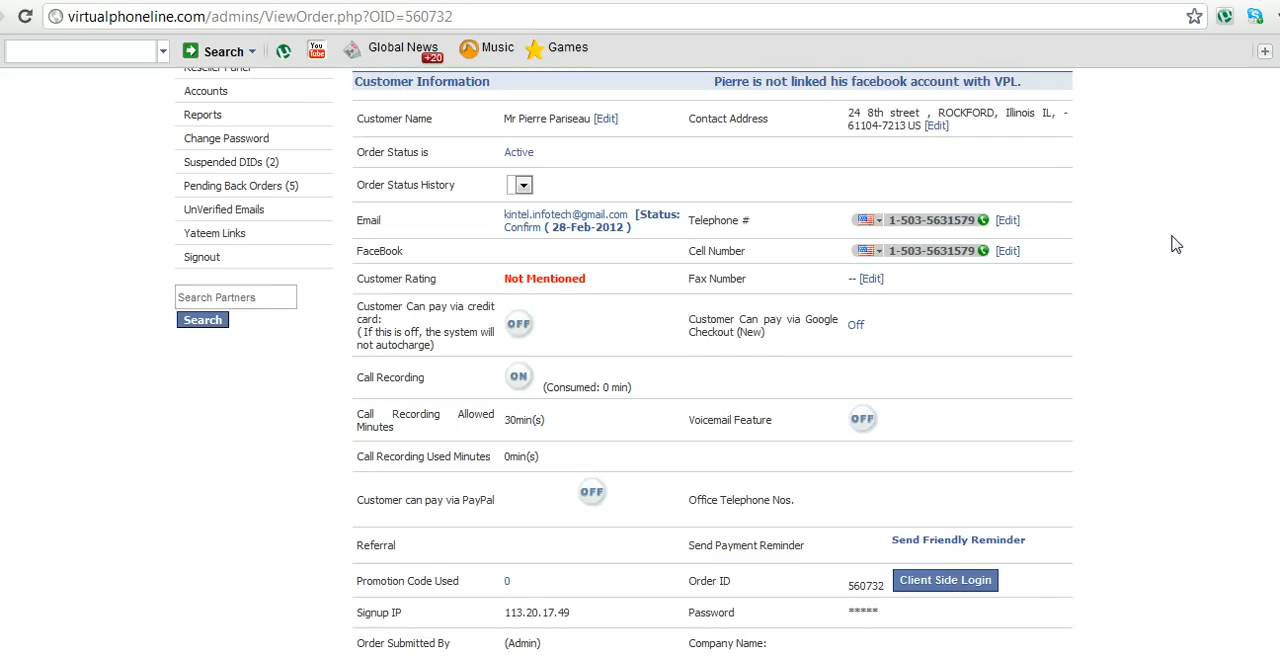 virtualphoneline.com/admins/ViewOrder.php?OID=560732
Search
You Tube
Global News
+20
Music
Games
Reseller Panel
Accounts
Reports
Change Password
Suspended DIDs (2)
Pending Back Orders (5)
UnVerified Emails
Yateem Links
Signout
Search Partners
Search
Customer Information
Pierre is not linked his facebook account with VPL.
Customer Name
Mr Pierre Pariseau [Edit]
Contact Address
24 8th street , ROCKFORD, Illinois IL, -
61104-7213 US [Edit]
Order Status is
Active
Order Status History
Email
kintel.infotech@gmail.com [Status:
Confirm ( 28-Feb-2012 )
Telephone #
1-503-5631579 [Edit]
FaceBook
Cell Number
1-503-5631579 [Edit]
Customer Rating
Not Mentioned
Fax Number
-- [Edit]
Customer Can pay via credit
card:
( If this is off, the system will
not autocharge)
OFF
Customer Can pay via Google
Checkout (New)
Off
Call Recording
ON
(Consumed: 0 min)
Call Recording Allowed
Minutes
30min(s)
Voicemail Feature
OFF
Call Recording Used Minutes
0min(s)
Customer can pay via PayPal
OFF
Office Telephone Nos.
Referral
Send Payment Reminder
Send Friendly Reminder
Promotion Code Used
0
Order ID
560732
Client Side Login
Signup IP
113.20.17.49
Password
*****
Order Submitted By
(Admin)
Company Name: